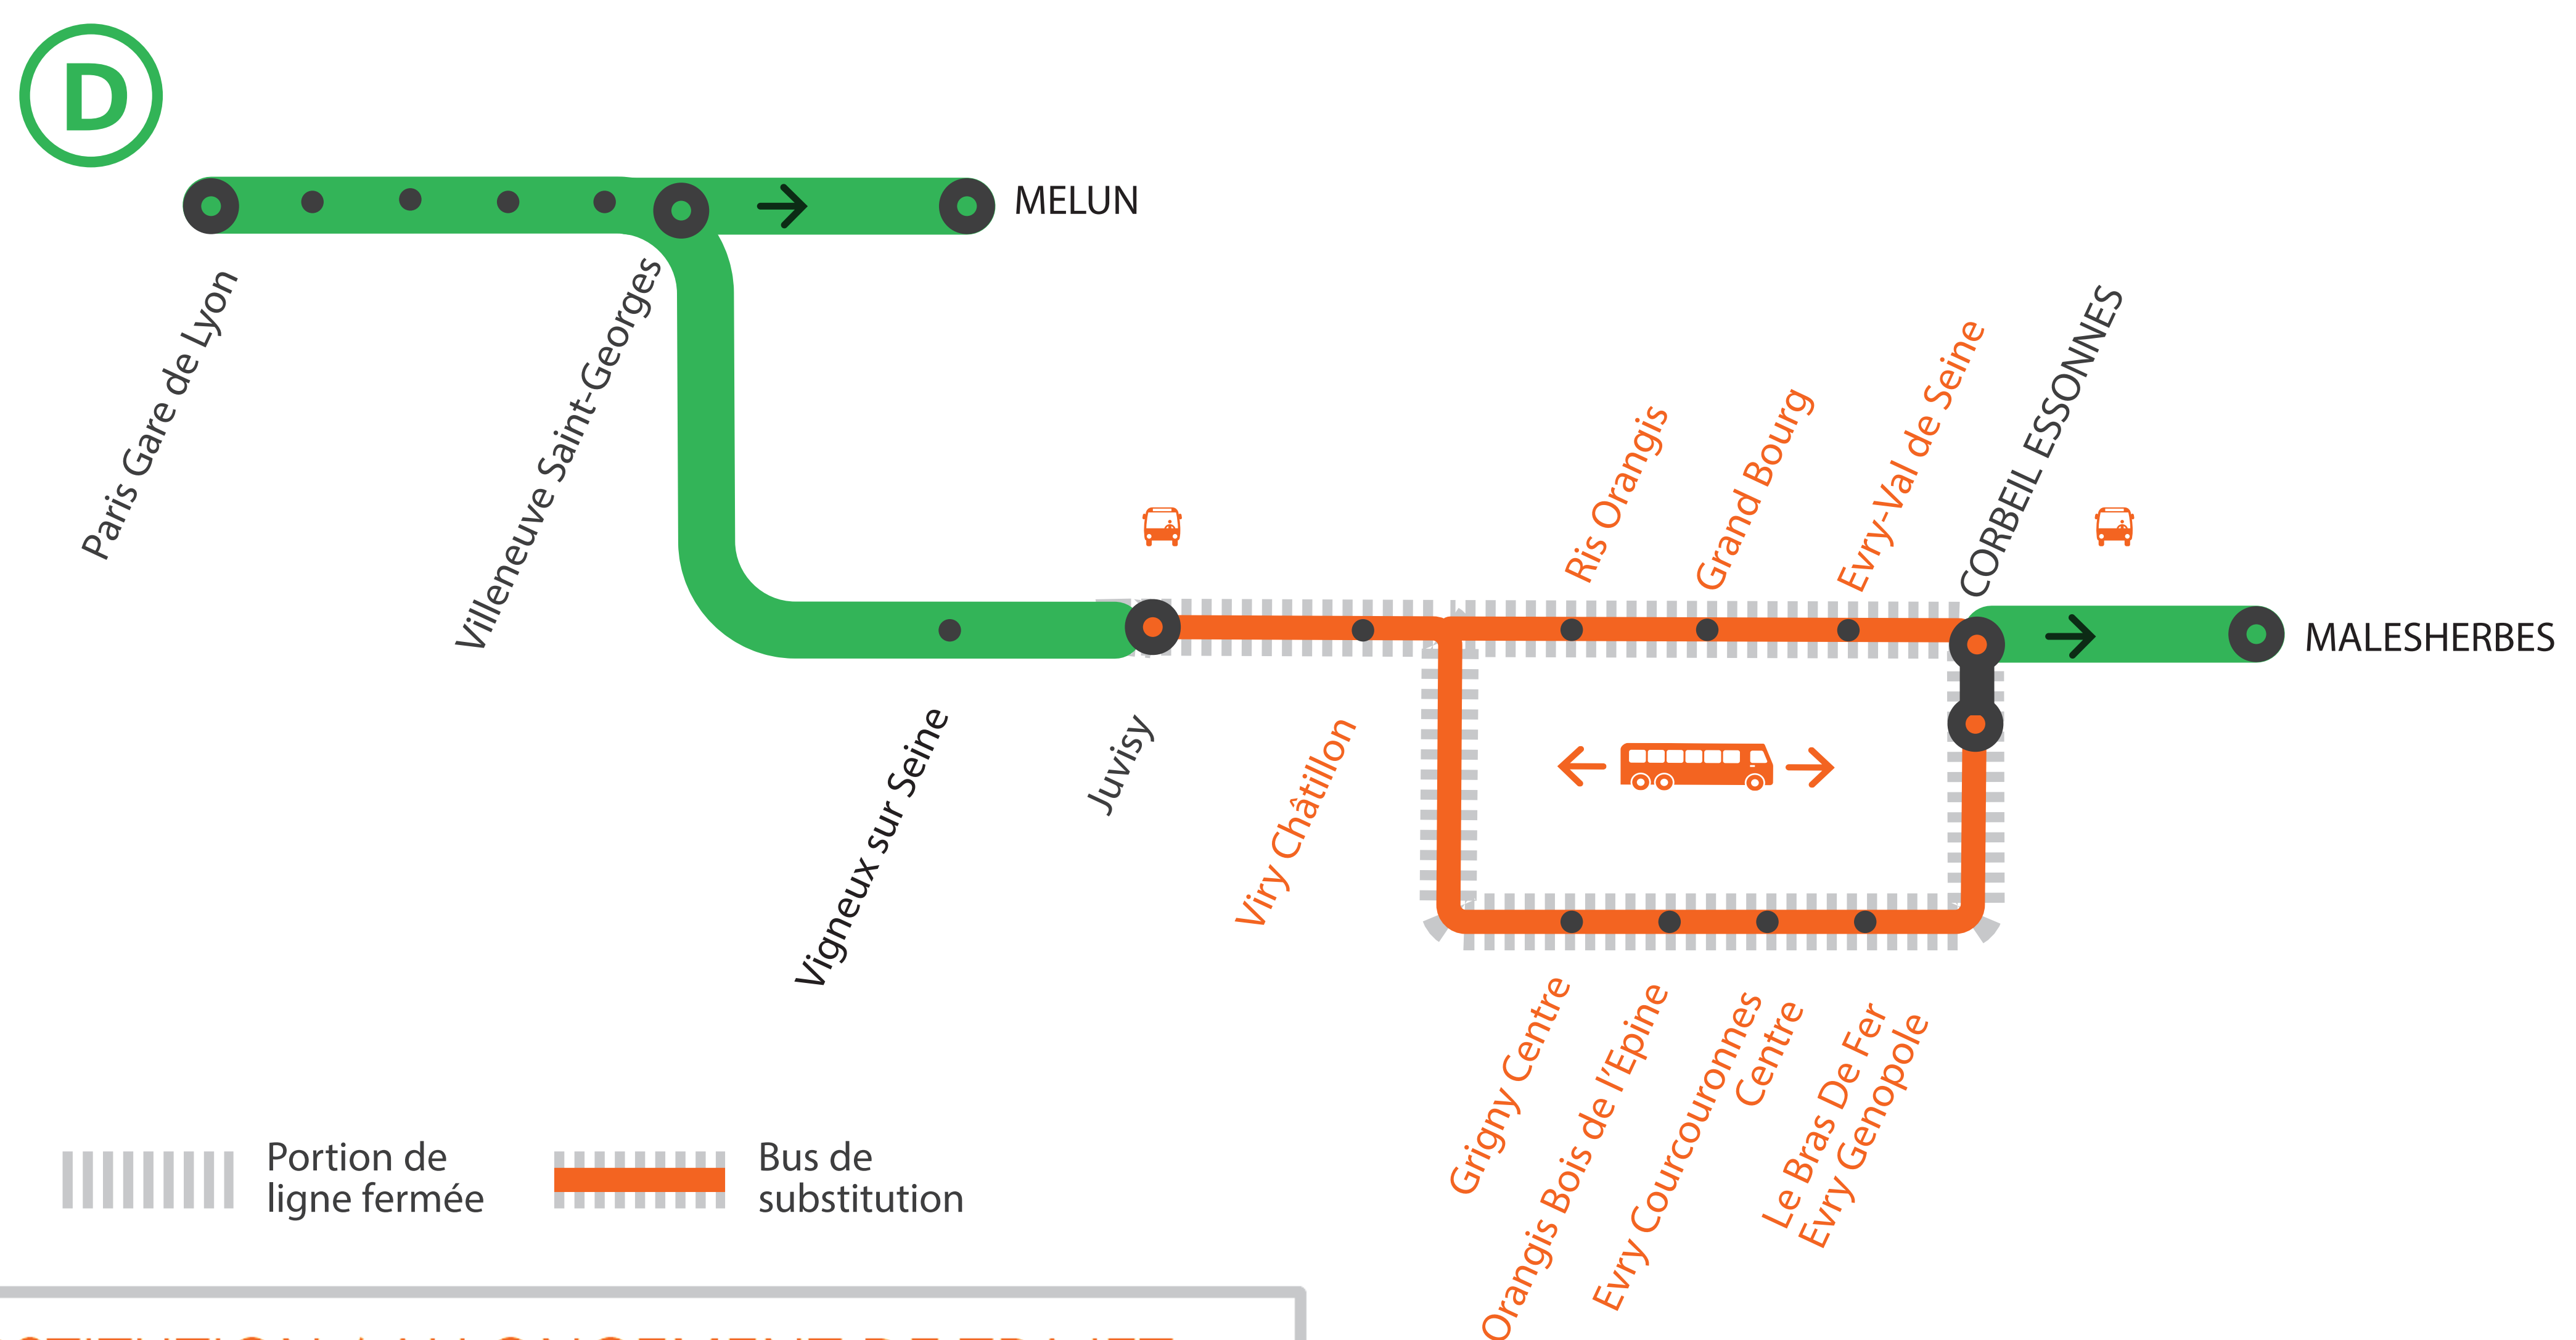 D
MELUN
Paris Gare de Lyon
Villeneuve Saint-Georges
Vigneux sur Seine
Juvisy
Viry Châtillon
Ris Orangis
Grand Bourg
Evry-Val de Seine
CORBEIL ESSONNES
MALESHERBES
Grigny Centre
Orangis Bois de l'Epine
Evry Courcouronnes
Centre
Le Bras De Fer
Evry Genopole
Portion de
ligne fermée
Bus de
substitution